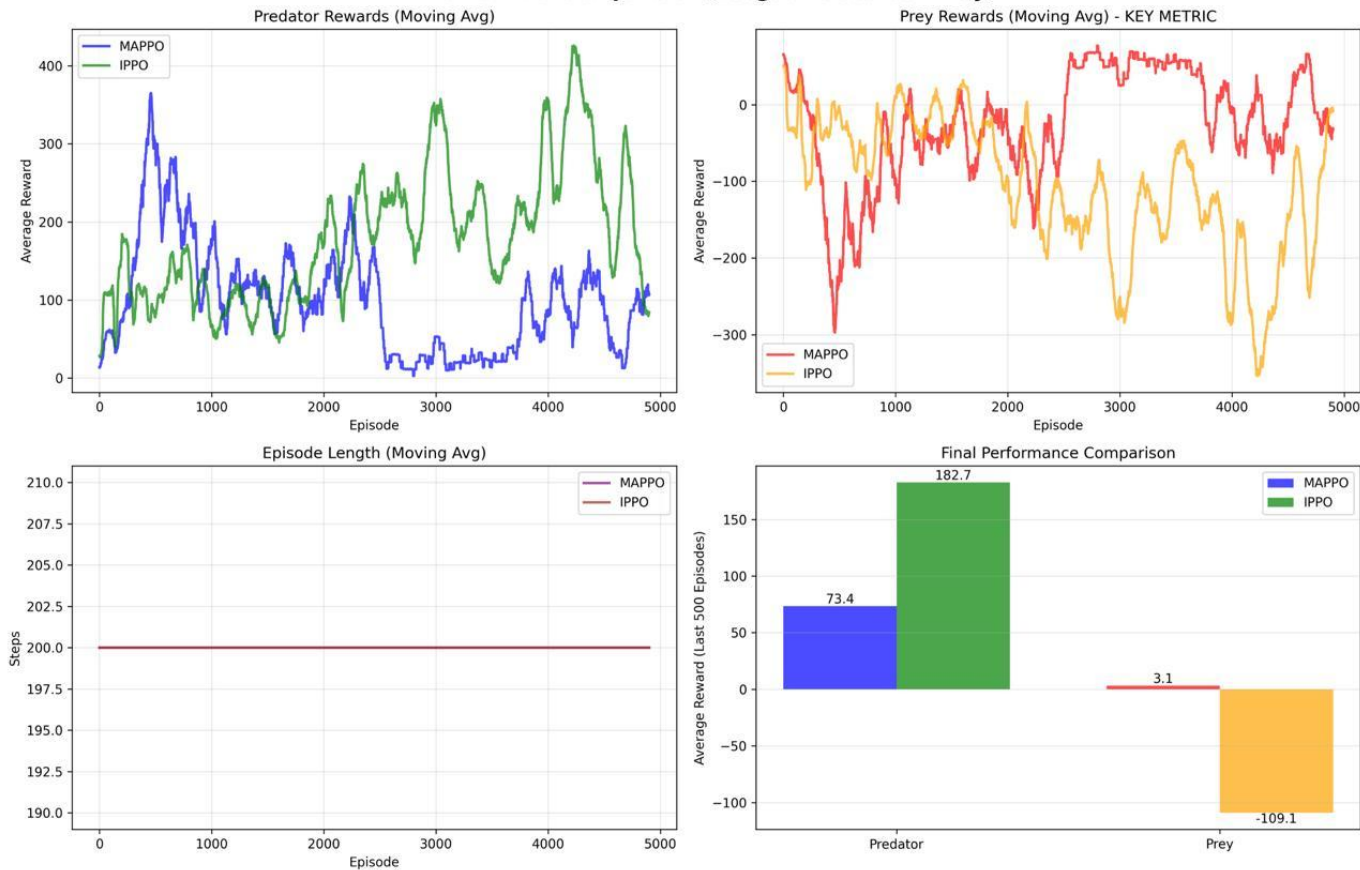 Predator Rewards (Moving Avg)
MAPPO
IPPO
400
300
200
100
0
Average Reward
0
1000
2000
3000
4000
5000
Episode
Prey Rewards (Moving Avg) - KEY METRIC
0
−100
−200
−300
Average Reward
MAPPO
IPPO
0
1000
2000
3000
4000
5000
Episode
Episode Length (Moving Avg)
MAPPO
IPPO
210.0
207.5
205.0
202.5
200.0
197.5
195.0
192.5
190.0
Steps
0
1000
2000
3000
4000
5000
Episode
Final Performance Comparison
182.7
MAPPO
IPPO
150
100
73.4
50
3.1
0
−50
−100
-109.1
Average Reward (Last 500 Episodes)
Predator
Prey